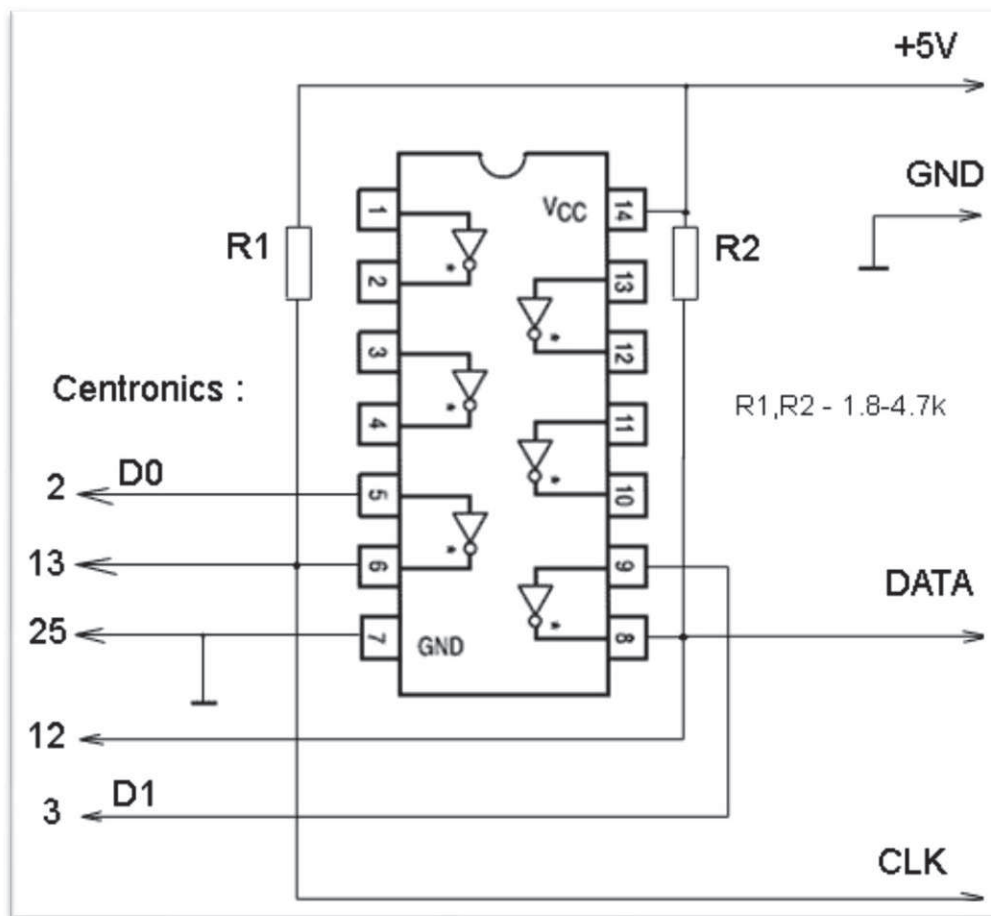 +5V
GND
1
VCC
14
R1
R2
2
13
3
12
Centronics :
R1,R2 - 1.8-4.7k
4
11
2
D0
5
10
13
6
9
DATA
25
7
GND
8
12
3
D1
CLK